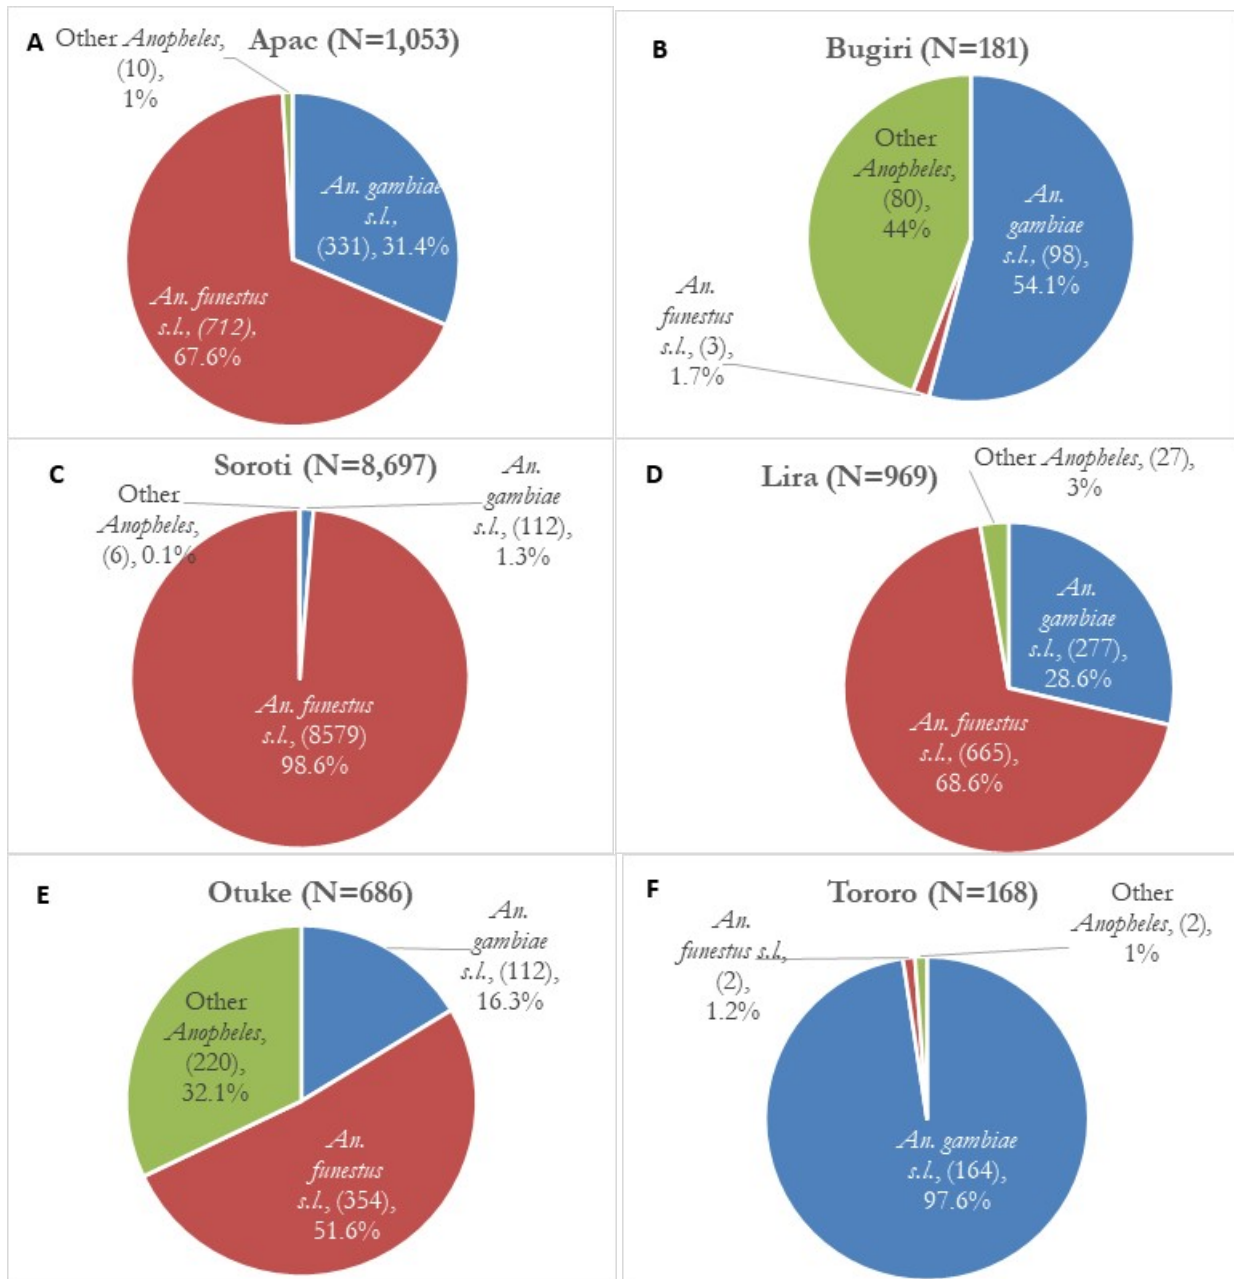 A
Other Anopheles,
(10),
1%
Apac (N=1,053)
An. gambiae
s.l.,
(331), 31.4%
An. funestus
s.l., (712),
67.6%
B
Bugiri (N=181)
Other
Anopheles,
(80),
44%
An.
gambiae
s.l., (98),
54.1%
An.
funestus
s.l., (3),
1.7%
C
Soroti (N=8,697)
Other
Anopheles,
(6), 0.1%
An.
gambiae
s.l., (112),
1.3%
An. funestus
s.l., (8579)
98.6%
D
Lira (N=969)
Other Anopheles, (27),
3%
An.
gambiae
s.l., (277),
28.6%
An. funestus
s.l., (665),
68.6%
E
Otuke (N=686)
An.
gambiae
s.l., (112),
16.3%
Other
Anopheles,
(220),
32.1%
An.
funestus
s.l., (354),
51.6%
F
Tororo (N=168)
An.
funestus s.l.,
(2),
1.2%
Other
Anopheles, (2),
1%
An. gambiae
s.l., (164),
97.6%